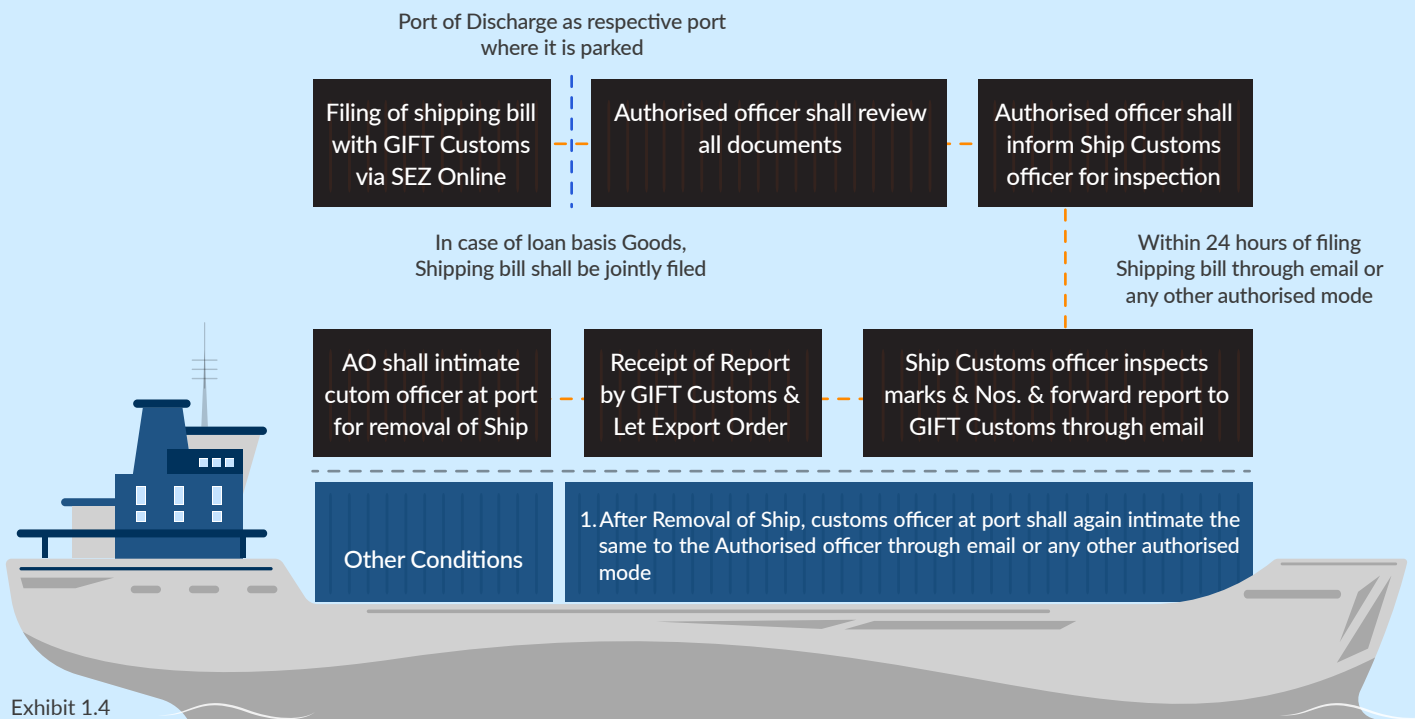 Port of Discharge as respective port
where it is parked
Filing of shipping bill
with GIFT Customs
via SEZ Online
Authorised officer shall review
all documents
Authorised officer shall
inform Ship Customs
officer for inspection
In case of loan basis Goods,
Shipping bill shall be jointly filed
Within 24 hours of filing
Shipping bill through email or
any other authorised mode
AO shall intimate
cutom officer at port
for removal of Ship
Receipt of Report
by GIFT Customs &
Let Export Order
Ship Customs officer inspects
marks & Nos. & forward report to
GIFT Customs through email
Other Conditions
1. After Removal of Ship, customs officer at port shall again intimate the
same to the Authorised officer through email or any other authorised
mode
Exhibit 1.4